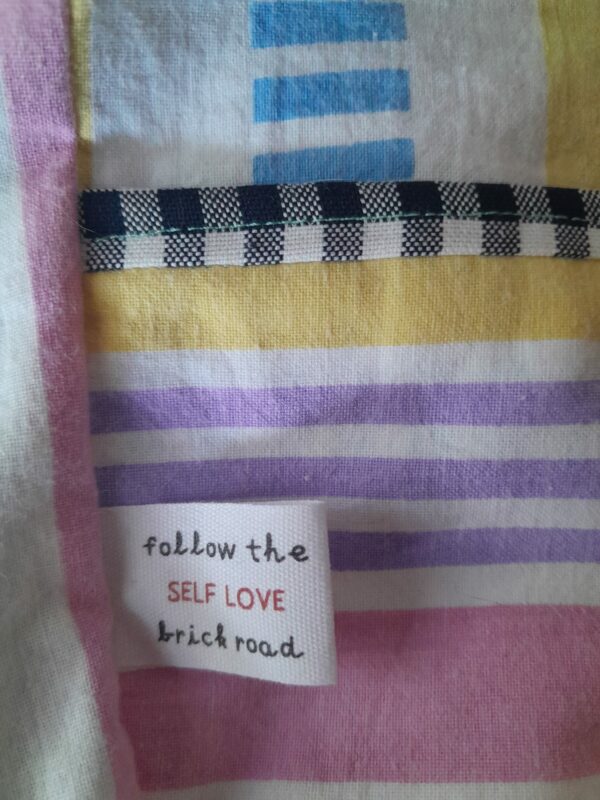 follow the
SELF LOVE
brick road